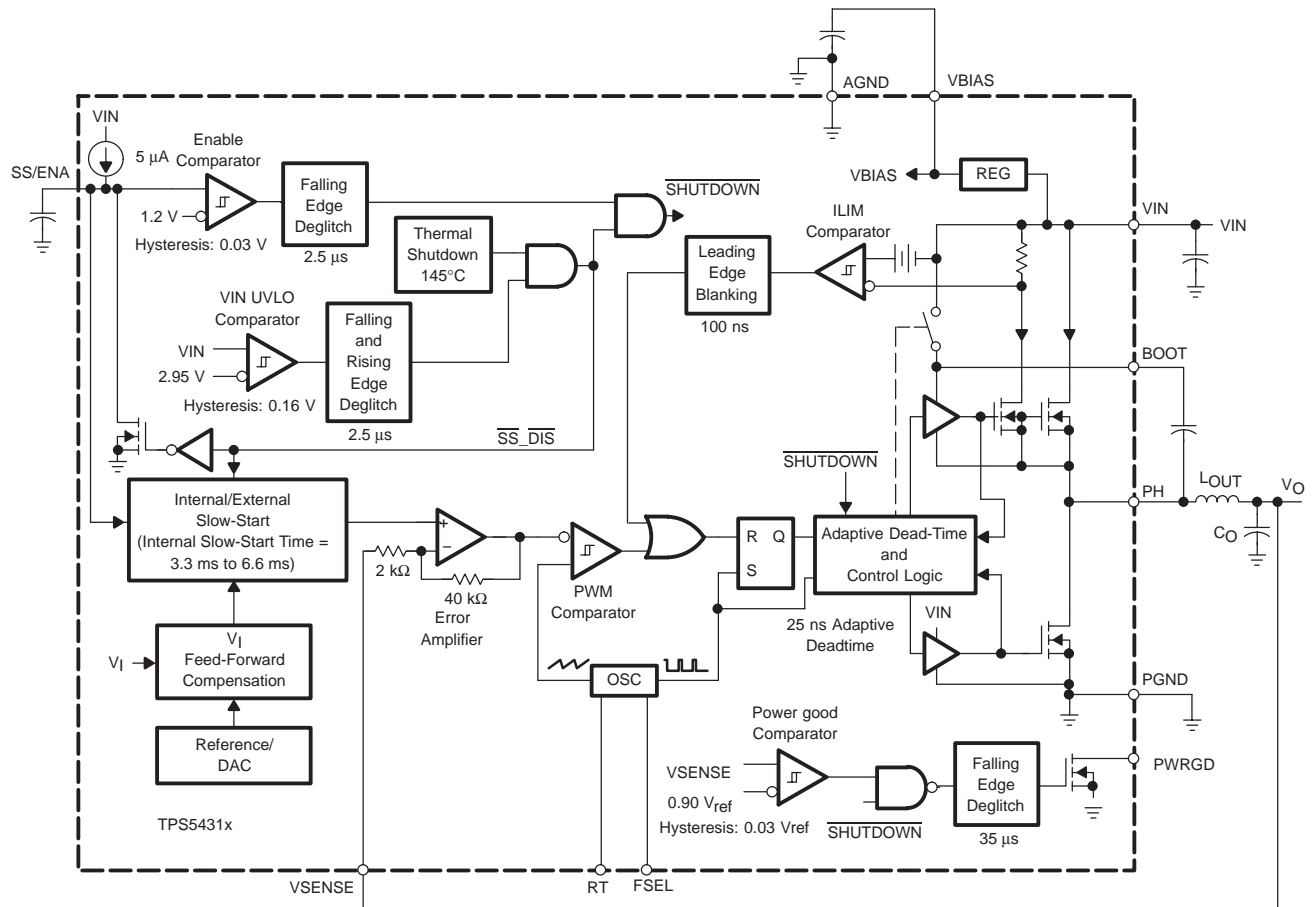 AGND
VBIAS
VIN
5 μA
Enable
Comparator
SS/ENA
1.2 V
Hysteresis: 0.03 V
Falling
Edge
Deglitch
2.5 μs
SHUTDOWN
VBIAS
REG
VIN
VIN
Thermal
Shutdown
145°C
ILIM
Comparator
Leading
Edge
Blanking
100 ns
VIN UVLO
Comparator
VIN
2.95 V
Hysteresis: 0.16 V
Falling
and
Rising
Edge
Deglitch
2.5 μs
BOOT
SS_DIS
SHUTDOWN
PH
LOUT
VO
CO
Internal/External
Slow-Start
(Internal Slow-Start Time =
3.3 ms to 6.6 ms)
+
−
2 kΩ
40 kΩ
Error
Amplifier
PWM
Comparator
R Q
S
Adaptive Dead-Time
and
Control Logic
25 ns Adaptive
Deadtime
VIN
VI
VI
Feed-Forward
Compensation
OSC
PGND
Reference/
DAC
Power good
Comparator
VSENSE
0.90 Vref
Hysteresis: 0.03 Vref
SHUTDOWN
Falling
Edge
Deglitch
35 μs
PWRGD
TPS5431x
VSENSE
RT
FSEL